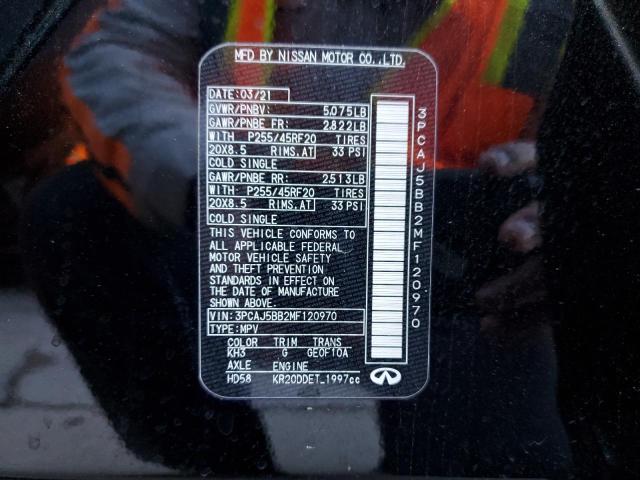 MFD BY NISSAN MOTOR CO.,LTD.
DATE: 03/21
GVWR/PNBV: 5,075LB
GAWR/PNBE FR: 2,822LB
WITH P255/45RF20 TIRES
20X8.5 RIMS,AT 33 PSI
COLD SINGLE
GAWR/PNBE RR: 2,513LB
WITH P255/45RF20 TIRES
20X8.5 RIMS,AT 33 PSI
COLD SINGLE
THIS VEHICLE CONFORMS TO
ALL APPLICABLE FEDERAL
MOTOR VEHICLE SAFETY
AND THEFT PREVENTION
STANDARDS IN EFFECT ON
THE DATE OF MANUFACTURE
SHOWN ABOVE.
VIN: 3PCAJ5BB2MF120970
TYPE: MPV
COLOR TRIM TRANS
KH3 G GE0F10A
AXLE ENGINE
HD58 KR20DDET_1997cc
3PCAJ5BB2MF120970